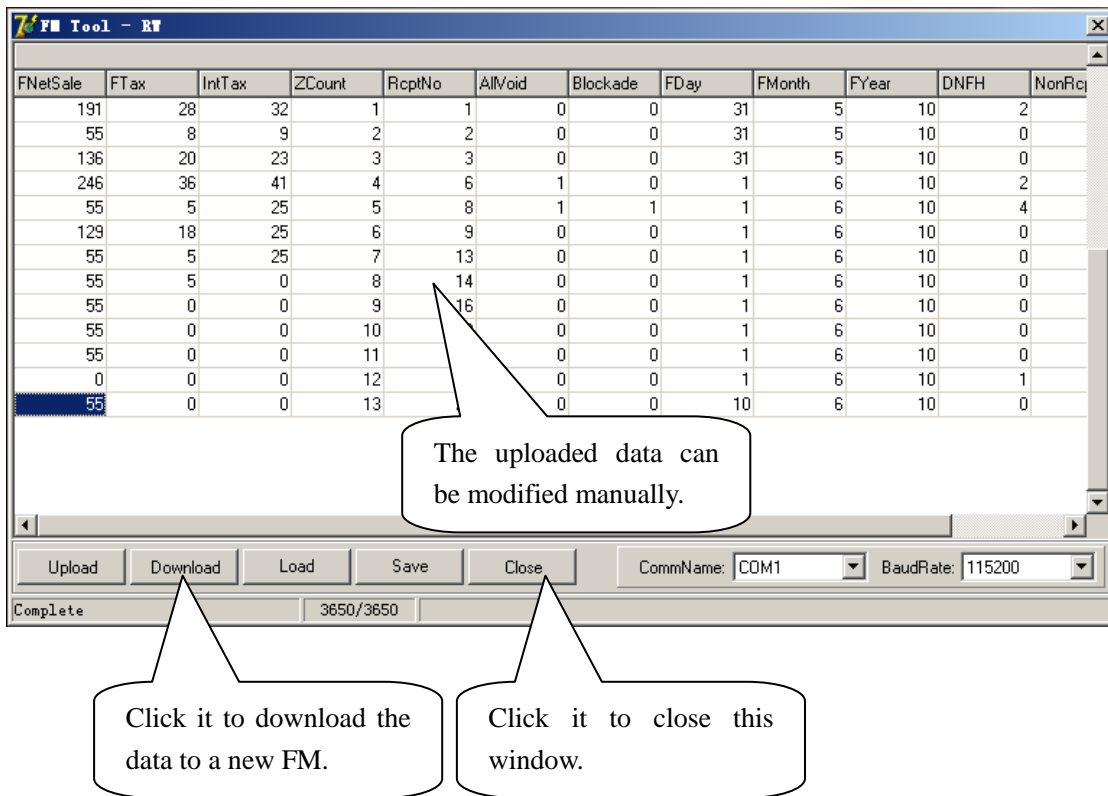 FM Tool - RW
FNetSale FTax IntTax ZCount RcptNo AllVoid Blockade FDay FMonth FYear DNFH
191 28 32 1 1 0 0 31 5 10 2
55 8 9 2 2 0 0 31 5 10 0
136 20 23 3 3 0 0 31 5 10 0
246 36 41 4 6 1 0 1 6 10 2
55 5 25 5 8 1 1 1 6 10 4
129 18 25 6 9 0 0 1 6 10 0
55 5 25 7 13 0 0 1 6 10 0
55 5 0 8 14 0 0 1 6 10 0
55 0 0 9 16 0 0 1 6 10 0
55 0 0 10 0 0 1 6 10 0
55 0 0 11 0 0 1 6 10 0
0 0 0 12 0 0 1 6 10 1
55 0 0 13 0 0 10 6 10 0
The uploaded data can
be modified manually.
Upload Download Load Save Close CommName: COM1 BaudRate: 115200
Complete 3650/3650
Click it to download the
data to a new FM.
Click it to close this
window.